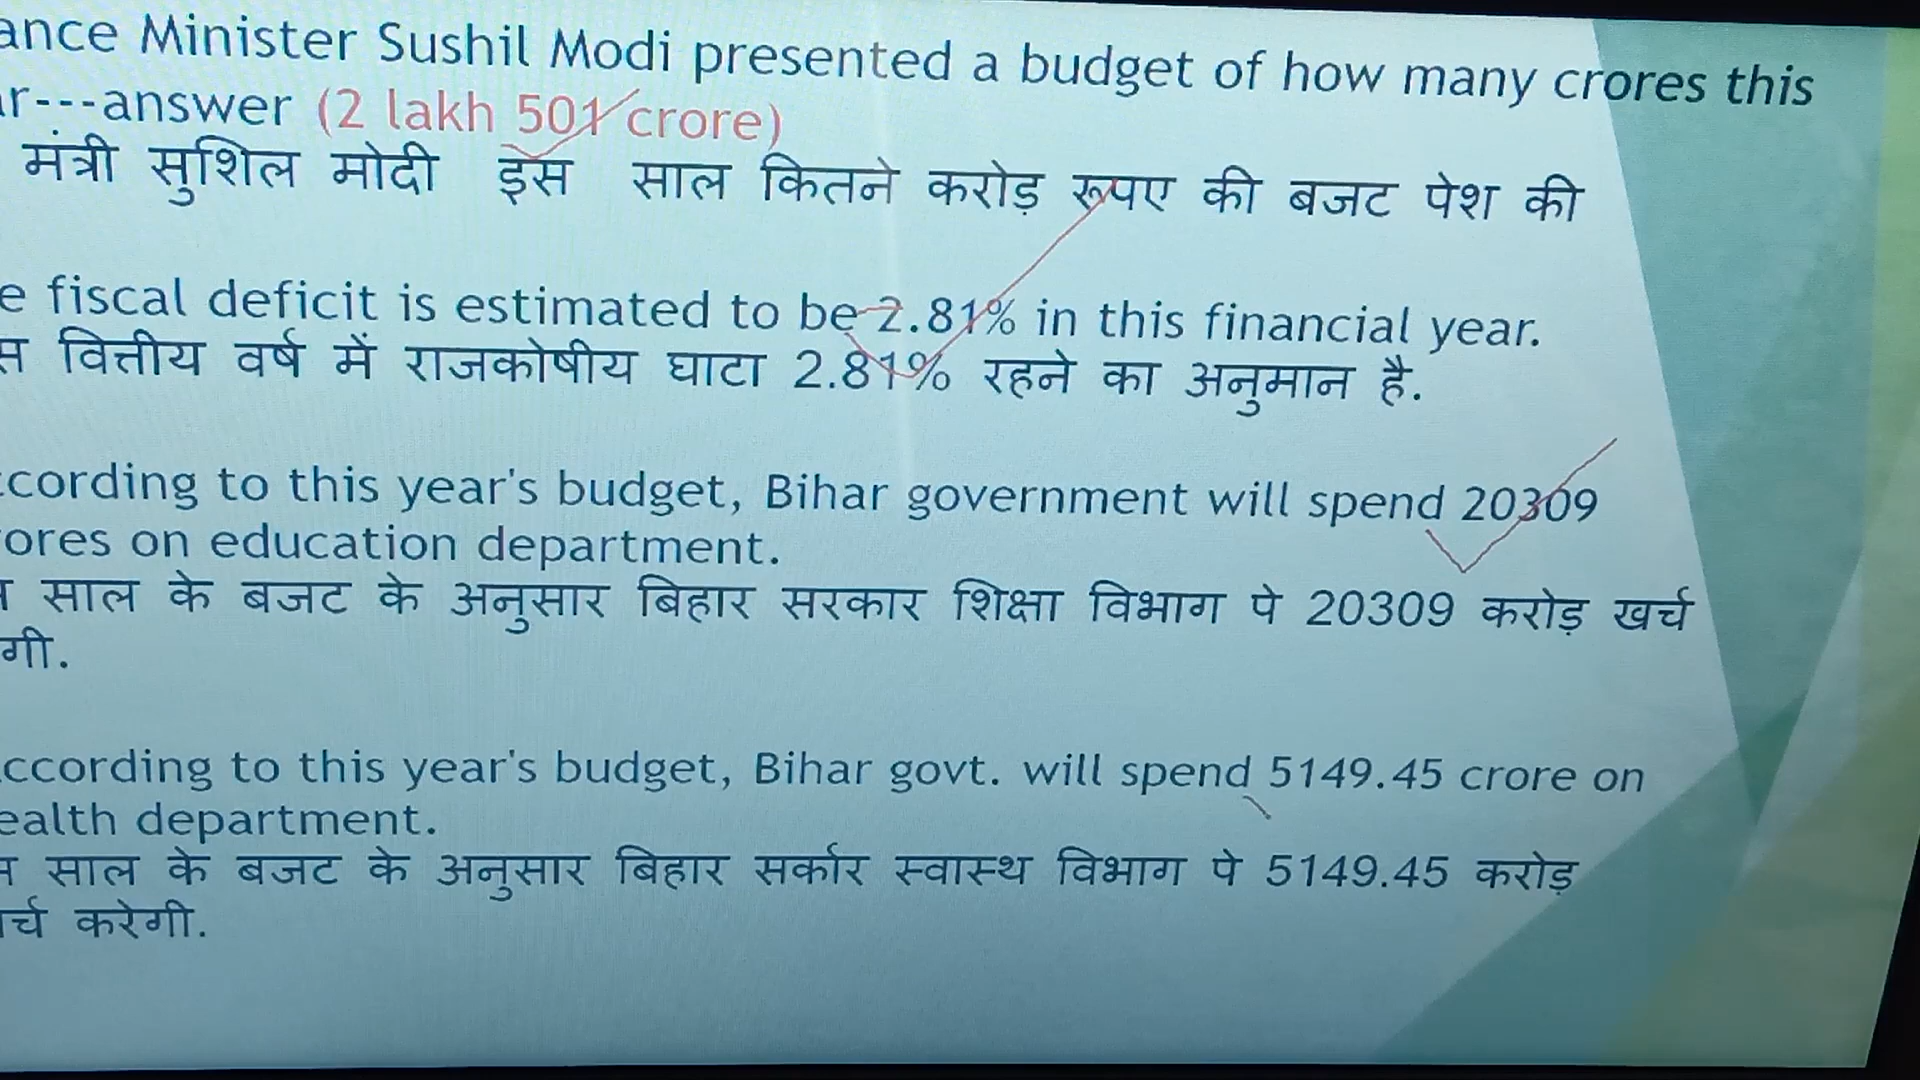 ance Minister Sushil Modi presented a budget of how many crores this
ar---answer (2 lakh 501 crore)
मंत्री सुशिल मोदी इस साल कितने करोड़ रूपए की बजट पेश की
e fiscal deficit is estimated to be 2.81% in this financial year.
स वित्तीय वर्ष में राजकोषीय घाटा 2.81% रहने का अनुमान है.
ccording to this year's budget, Bihar government will spend 20309
rores on education department.
साल के बजट के अनुसार बिहार सरकार शिक्षा विभाग पे 20309 करोड़ खर्च
गी.
ccording to this year's budget, Bihar govt. will spend 5149.45 crore on
ealth department.
स साल के बजट के अनुसार बिहार सर्कार स्वास्थ विभाग पे 5149.45 करोड़
र्च करेगी.